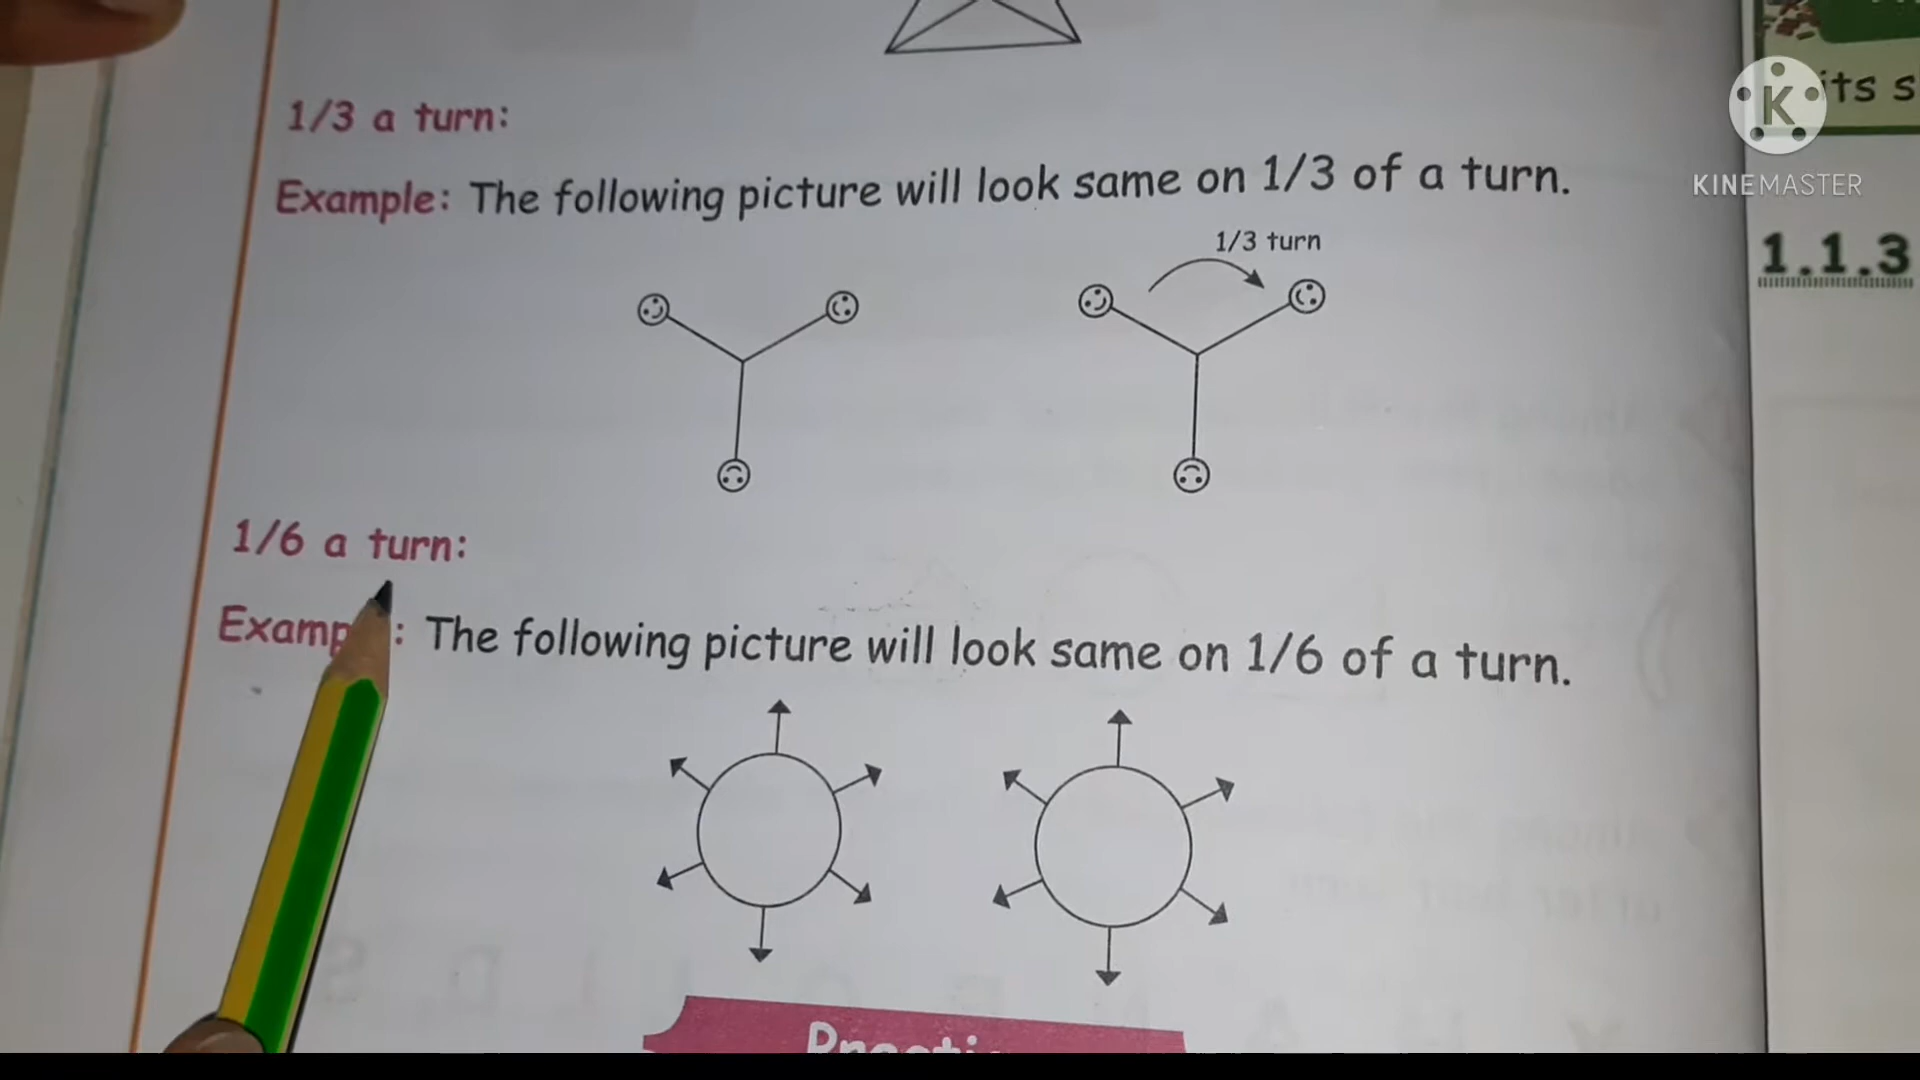 1/3 a turn:
its s
KINEMASTER
Example: The following picture will look same on 1/3 of a turn.
1/3 turn
1.1.3
1/6 a turn:
The following picture will look same on 1/6 of a turn.